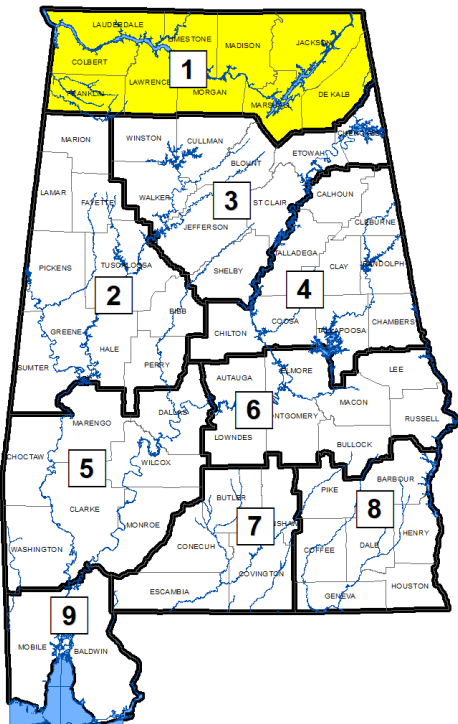 LAUDERDALE
LIMESTONE
MADISON
JACKSON
COLBERT
1
LAWRENCE
MORGAN
MARSHALL
DE KALB
MARION
WINSTON
CULLMAN
ETOWAH
BLOUNT
LAMAR
FAYETTE
WALKER
3
ST CLAIR
CALHOUN
JEFFERSON
CLEBURNE
PICKENS
TUSCALOOSA
SHELBY
TALLADEGA
CLAY
RANDOLPH
2
4
BIBB
GREENE
HALE
CHILTON
COOSA
TALLAPOOSA
CHAMBERS
SUMTER
PERRY
AUTAUGA
ELMORE
LEE
DALLAS
6
MACON
MARENGO
MONTGOMERY
RUSSELL
LOWNDES
BULLOCK
CHOCTAW
5
WILCOX
PIKE
BARBOUR
BUTLER
CLARKE
8
MONROE
7
NSHAW
HENRY
WASHINGTON
CONECUH
COFFEE
DALE
COVINGTON
HOUSTON
ESCAMBIA
GENEVA
9
MOBILE
BALDWIN